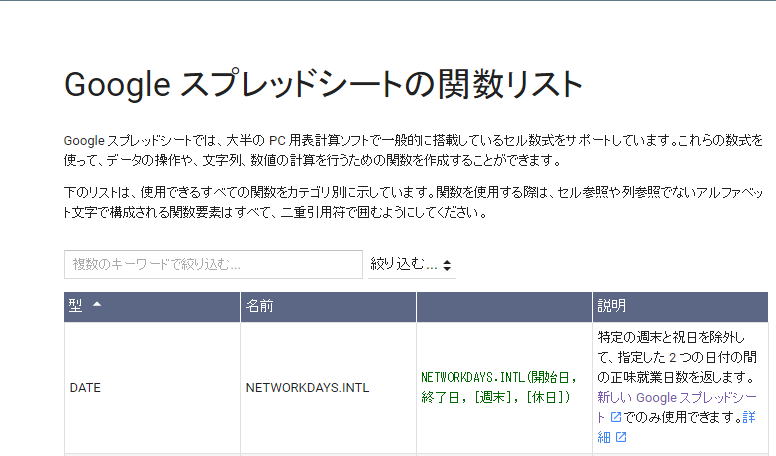 Google スプレッドシートの関数リスト
Google スプレッドシートでは、大半の PC 用表計算ソフトで一般的に搭載しているセル数式をサポートしています。これらの数式を
使って、データの操作や、文字列、数値の計算を行うための関数を作成することができます。
下のリストは、使用できるすべての関数をカテゴリ別に示しています。関数を使用する際は、セル参照や列参照でないアルファベッ
ト文字で構成される関数要素はすべて、二重引用符で囲むようにしてください。
複数のキーワードで絞り込む... 絞り込む...
型 名前 説明
DATE
NETWORKDAYS.INTL
NETWORKDAYS.INTL(開始日,
終了日, [週末], [休日])
特定の週末と祝日を除外し
て、指定した 2 つの日付の間
の正味就業日数を返します。
新しい Google スプレッドシー
ト でのみ使用できます。詳
細